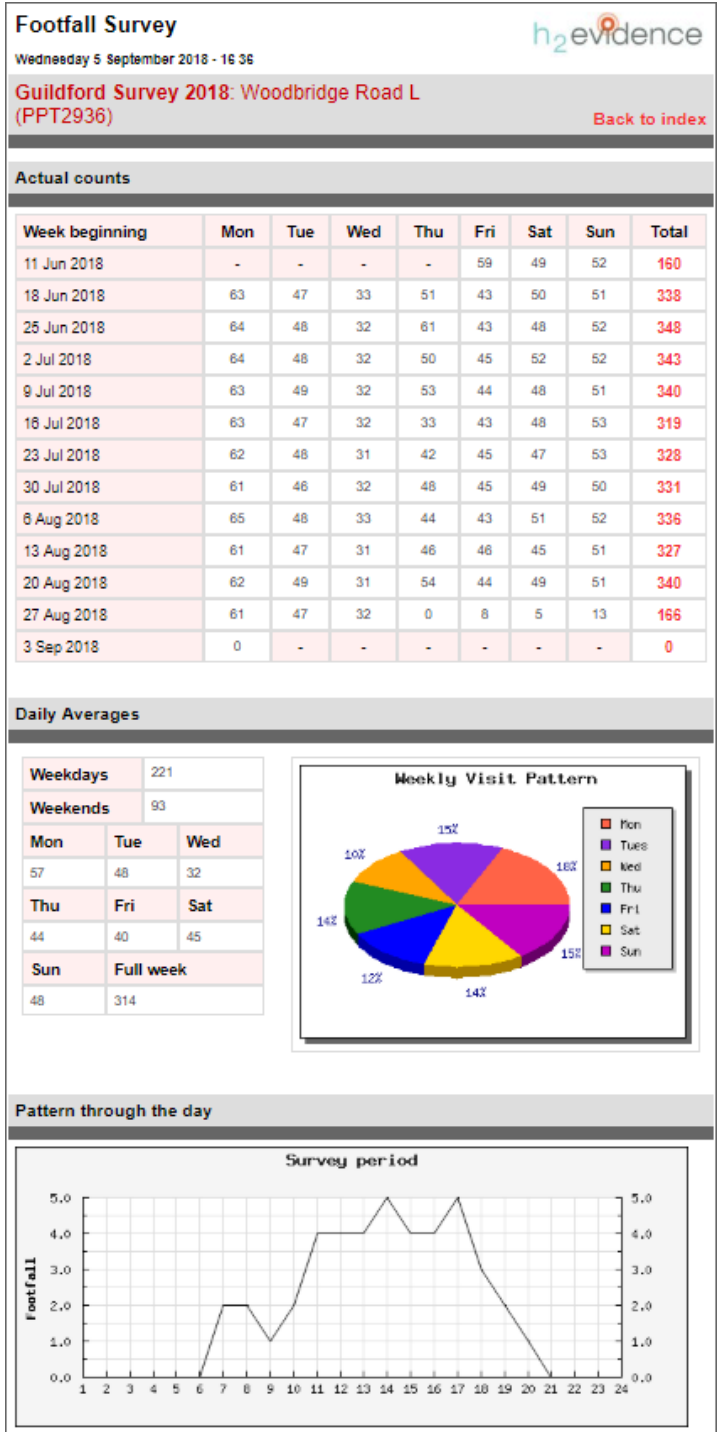 Footfall Survey
h2evidence
Wednesday 5 September 2018 - 16 36
Guildford Survey 2018: Woodbridge Road L
(PPT2936)
Back to index
Actual counts
Week beginning Mon Tue Wed Thu Fri Sat Sun Total
11 Jun 2018 - - - - 59 49 52 160
18 Jun 2018 63 47 33 51 43 50 51 338
25 Jun 2018 64 48 32 61 43 48 52 348
2 Jul 2018 64 48 32 50 45 52 52 343
9 Jul 2018 63 49 32 53 44 48 51 340
16 Jul 2018 63 47 32 33 43 48 53 319
23 Jul 2018 62 48 31 42 45 47 53 328
30 Jul 2018 61 46 32 48 45 49 50 331
6 Aug 2018 65 48 33 44 43 51 52 336
13 Aug 2018 61 47 31 46 46 45 51 327
20 Aug 2018 62 49 31 54 44 49 51 340
27 Aug 2018 61 47 32 0 8 5 13 166
3 Sep 2018 0 - - - - - - 0
Daily Averages
Weekdays 221
Weekends 93
Mon Tue Wed
57 48 32
Thu Fri Sat
44 40 45
Sun Full week
48 314
Weekly Visit Pattern
15%
10%
18%
14%
12%
14%
15%
Mon
Tues
Wed
Thu
Fri
Sat
Sun
Pattern through the day
Survey period
Footfall
5.0 5.0
4.0 4.0
3.0 3.0
2.0 2.0
1.0 1.0
0.0 0.0
1 2 3 4 5 6 7 8 9 10 11 12 13 14 15 16 17 18 19 20 21 22 23 24